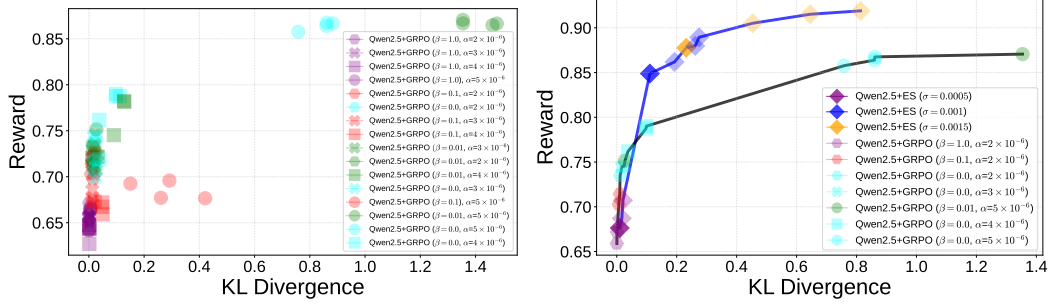 Reward
0.85
0.80
0.75
0.70
0.65
0.0
0.2
0.4
0.6
0.8
1.0
1.2
1.4
KL Divergence
Qwen2.5+GRPO (β = 1.0, α=2 × 10⁻⁶)
Qwen2.5+GRPO (β = 1.0, α=3 × 10⁻⁶)
Qwen2.5+GRPO (β = 1.0, α=4 × 10⁻⁶)
Qwen2.5+GRPO (β = 1.0), α=5 × 10⁻⁶
Qwen2.5+GRPO (β = 0.1, α=2 × 10⁻⁶)
Qwen2.5+GRPO (β = 0.0, α=2 × 10⁻⁶)
Qwen2.5+GRPO (β = 0.1, α=3 × 10⁻⁶)
Qwen2.5+GRPO (β = 0.1, α=4 × 10⁻⁶)
Qwen2.5+GRPO (β = 0.01, α=3 × 10⁻⁶)
Qwen2.5+GRPO (β = 0.01, α=2 × 10⁻⁶)
Qwen2.5+GRPO (β = 0.01, α=4 × 10⁻⁶)
Qwen2.5+GRPO (β = 0.0, α=3 × 10⁻⁶)
Qwen2.5+GRPO (β = 0.1), α=5 × 10⁻⁶
Qwen2.5+GRPO (β = 0.01, α=5 × 10⁻⁶)
Qwen2.5+GRPO (β = 0.0, α=5 × 10⁻⁶)
Qwen2.5+GRPO (β = 0.0, α=4 × 10⁻⁶)
Reward
0.90
0.85
0.80
0.75
0.70
0.65
0.0
0.2
0.4
0.6
0.8
1.0
1.2
1.4
KL Divergence
Qwen2.5+ES (σ = 0.0005)
Qwen2.5+ES (σ = 0.001)
Qwen2.5+ES (σ = 0.0015)
Qwen2.5+GRPO (β = 1.0, α=2 × 10⁻⁶)
Qwen2.5+GRPO (β = 0.1, α=2 × 10⁻⁶)
Qwen2.5+GRPO (β = 0.0, α=2 × 10⁻⁶)
Qwen2.5+GRPO (β = 0.0, α=3 × 10⁻⁶)
Qwen2.5+GRPO (β = 0.01, α=5 × 10⁻⁶)
Qwen2.5+GRPO (β = 0.0, α=4 × 10⁻⁶)
Qwen2.5+GRPO (β = 0.0, α=5 × 10⁻⁶)